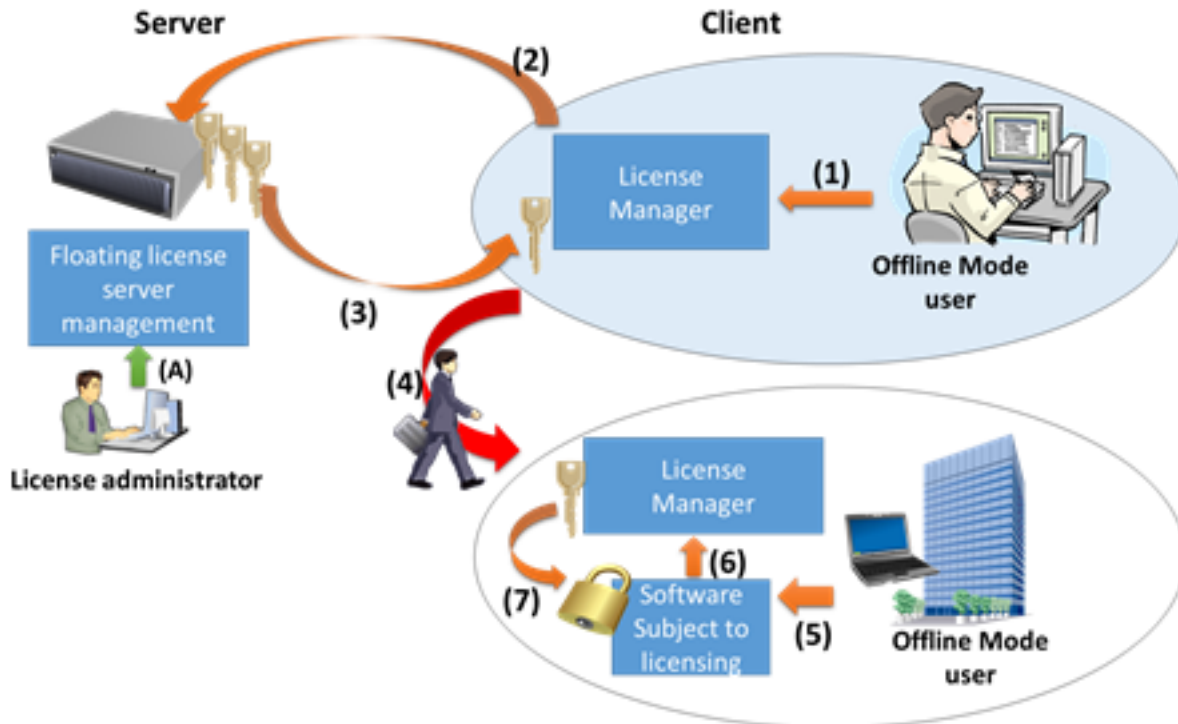 Server
Client
(2)
License
Manager
(1)
Offline Mode
user
Floating license
server
management
(3)
(A)
License administrator
(4)
License
Manager
(6)
(7)
Software
Subject to
licensing
(5)
Offline Mode
user